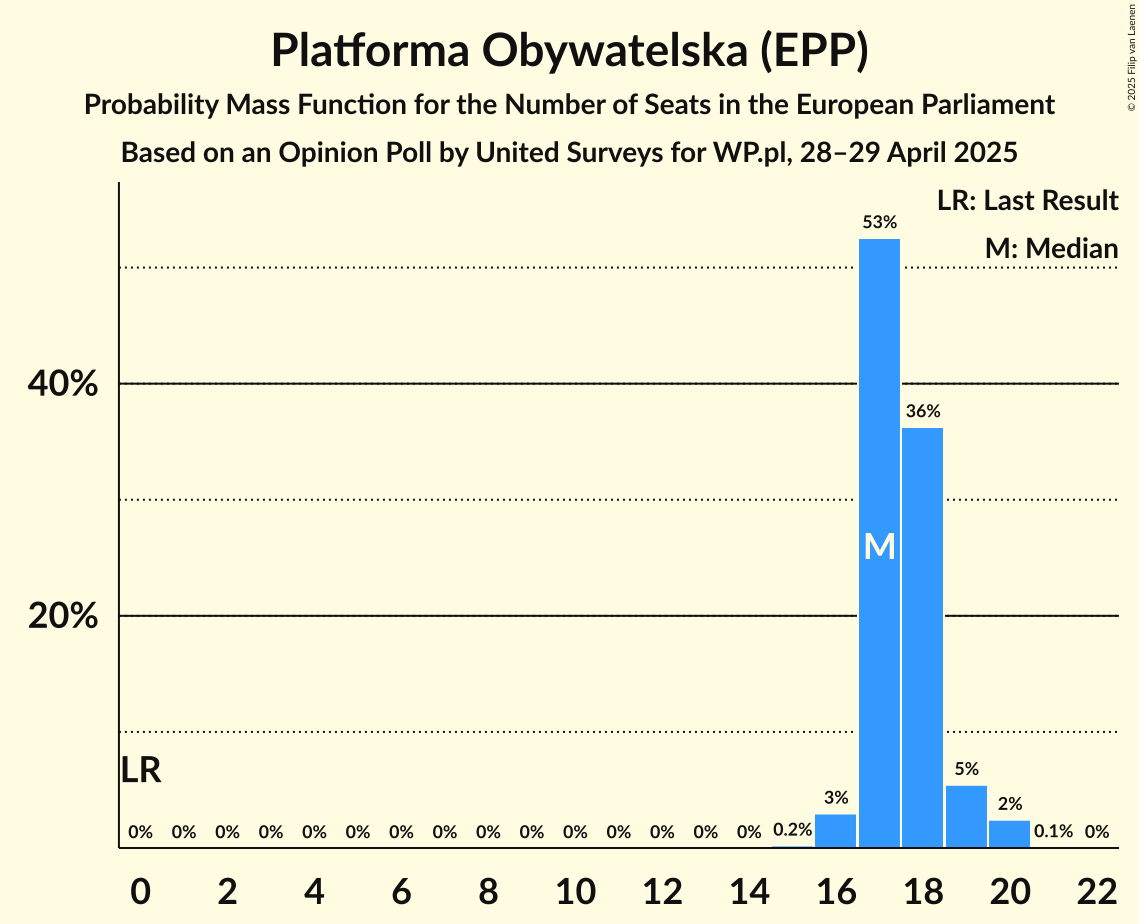 Platforma Obywatelska (EPP)
Probability Mass Function for the Number of Seats in the European Parliament
Based on an Opinion Poll by United Surveys for WP.pl, 28–29 April 2025
© 2025 Filip van Laenen
LR: Last Result
M: Median
53%
40%
36%
M
20%
LR
5%
3%
2%
0% 0% 0% 0% 0% 0% 0% 0% 0% 0% 0% 0% 0% 0% 0% 0.2% 0.1% 0%
0 2 4 6 8 10 12 14 16 18 20 22